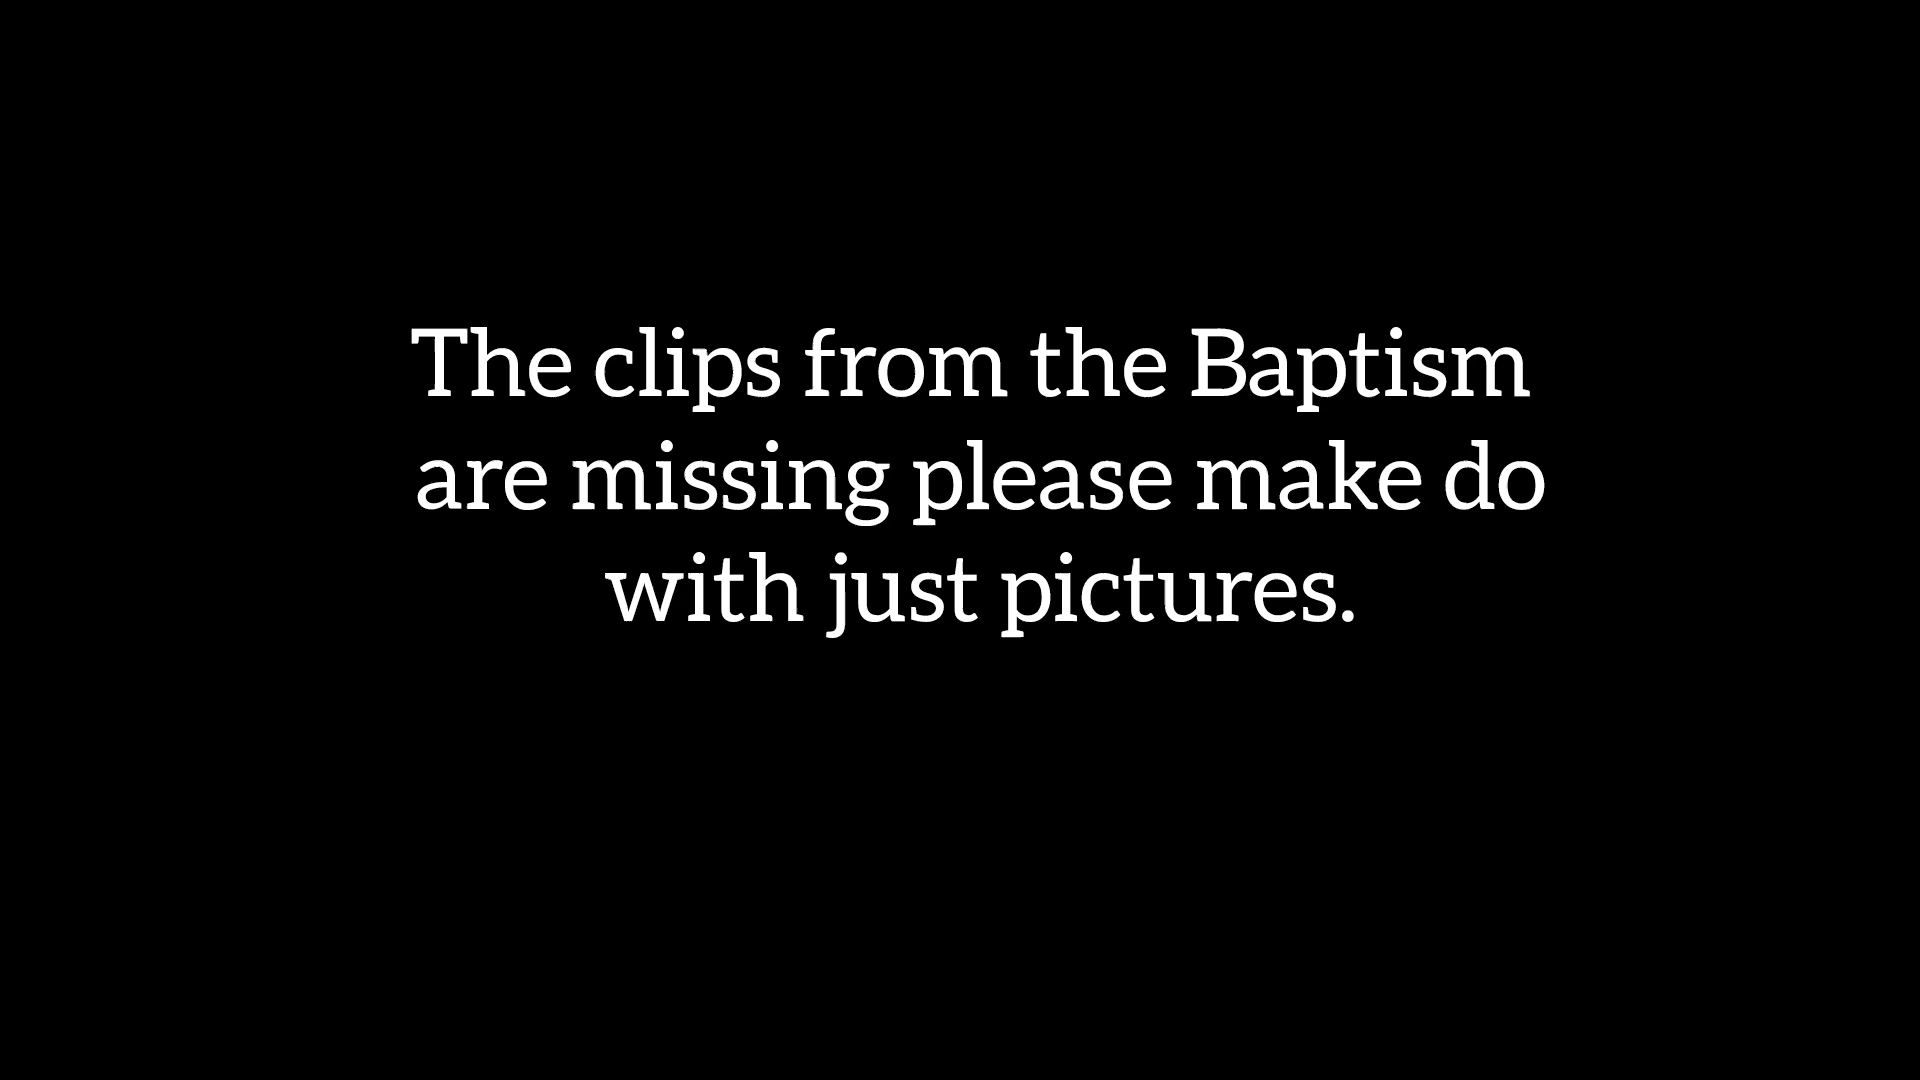 The clips from the Baptism
are missing please make do
with just pictures.